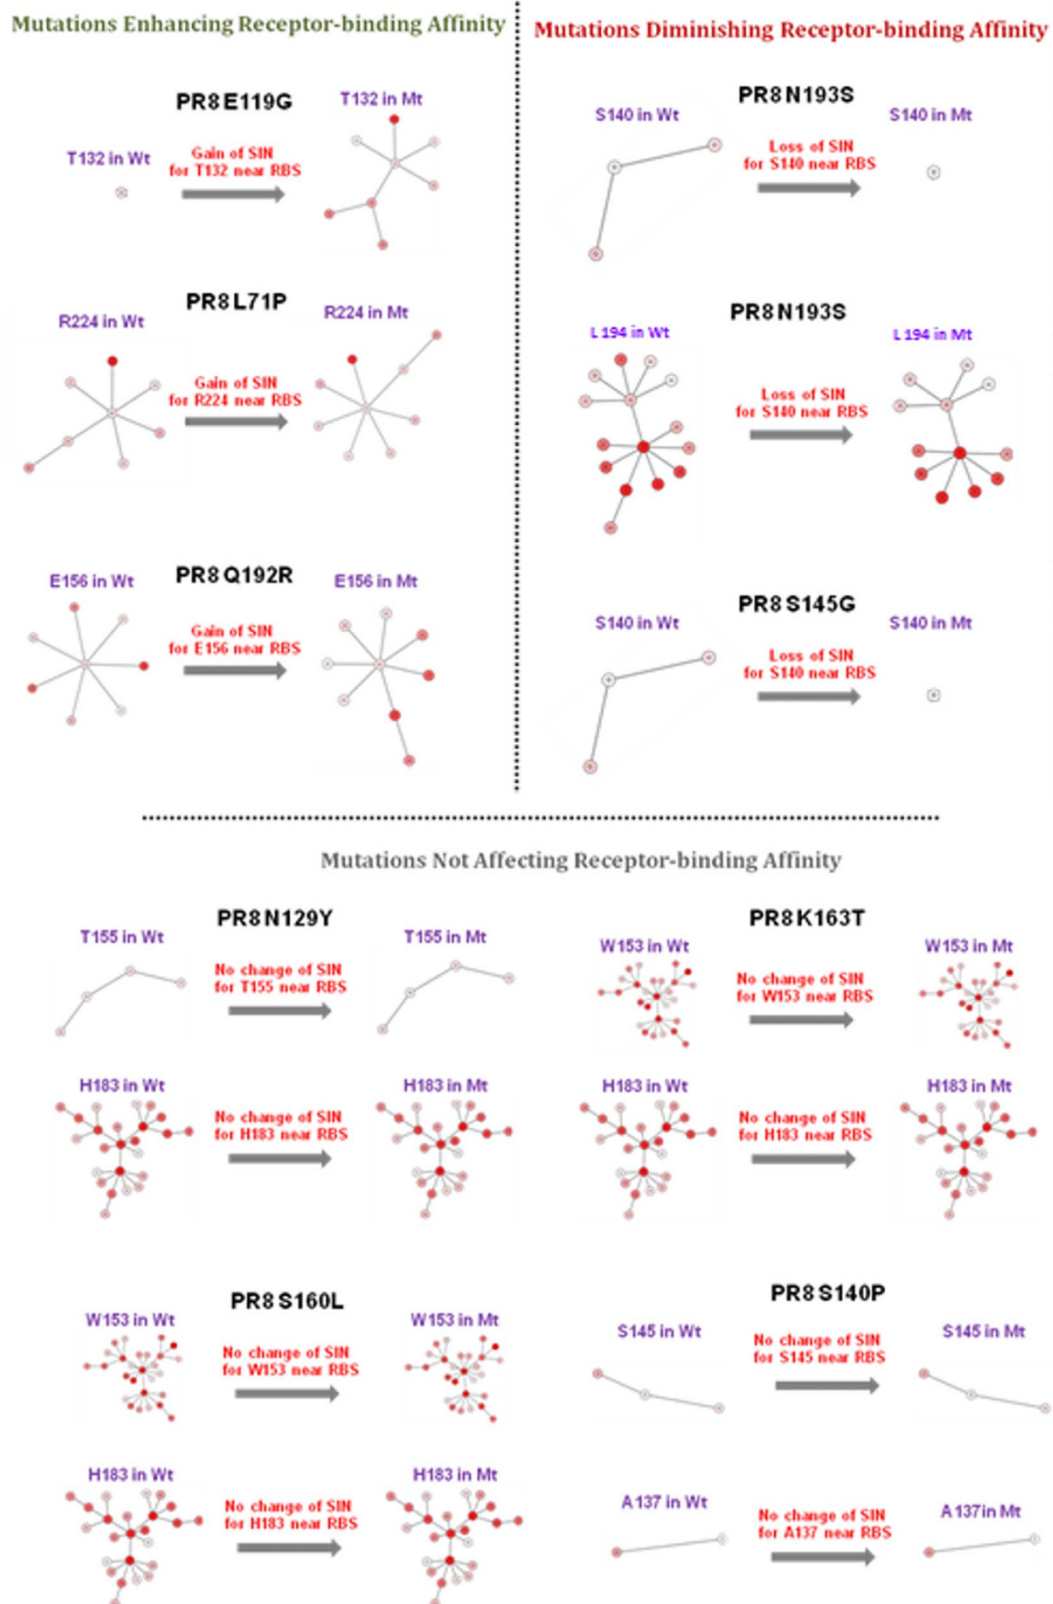 Mutations Enhancing Receptor-binding Affinity
PR8 E119G
T132 in Wt
Gain of SIN
for T132 near RBS
T132 in Mt
PR8 L71P
R224 in Wt
Gain of SIN
for R224 near RBS
R224 in Mt
PR8 Q192R
E156 in Wt
Gain of SIN
for E156 near RBS
E156 in Mt
Mutations Diminishing Receptor-binding Affinity
PR8 N193S
S140 in Wt
Loss of SIN
for S140 near RBS
S140 in Mt
PR8 N193S
L194 in Wt
Loss of SIN
for S140 near RBS
L194 in Mt
PR8 S145G
S140 in Wt
Loss of SIN
for S140 near RBS
S140 in Mt
Mutations Not Affecting Receptor-binding Affinity
PR8 N129Y
T155 in Wt
No change of SIN
for T155 near RBS
T155 in Mt
H183 in Wt
No change of SIN
for H183 near RBS
H183 in Mt
PR8 K163T
W153 in Wt
No change of SIN
for W153 near RBS
W153 in Mt
H183 in Wt
No change of SIN
for H183 near RBS
H183 in Mt
PR8 S160L
W153 in Wt
No change of SIN
for W153 near RBS
W153 in Mt
H183 in Wt
No change of SIN
for H183 near RBS
H183 in Mt
PR8 S140P
S145 in Wt
No change of SIN
for S145 near RBS
S145 in Mt
A137 in Wt
No change of SIN
for A137 near RBS
A137in Mt